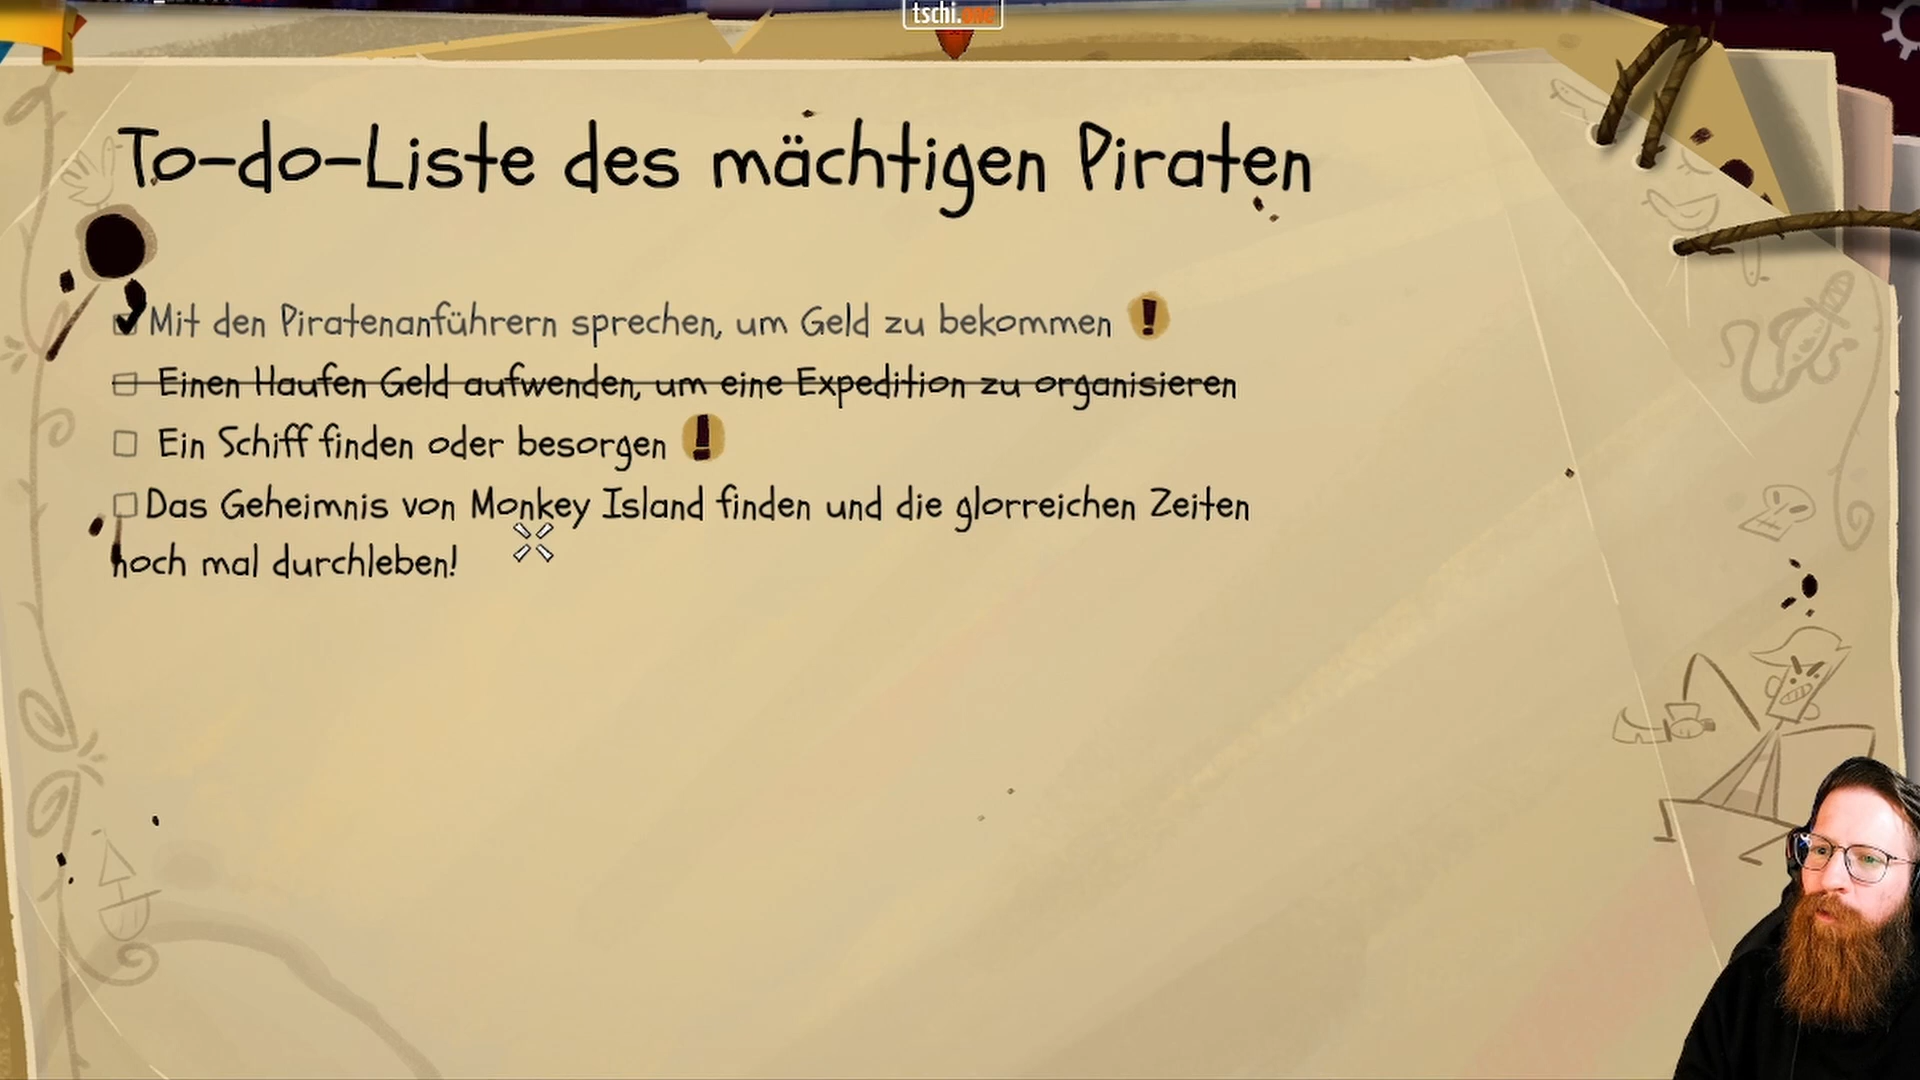 tschi.one
To-do-Liste des mächtigen Piraten
Mit den Piratenanführern sprechen, um Geld zu bekommen !
Einen Haufen Geld aufwenden, um eine Expedition zu organisieren
Ein Schiff finden oder besorgen !
Das Geheimnis von Monkey Island finden und die glorreichen Zeiten
noch mal durchleben!